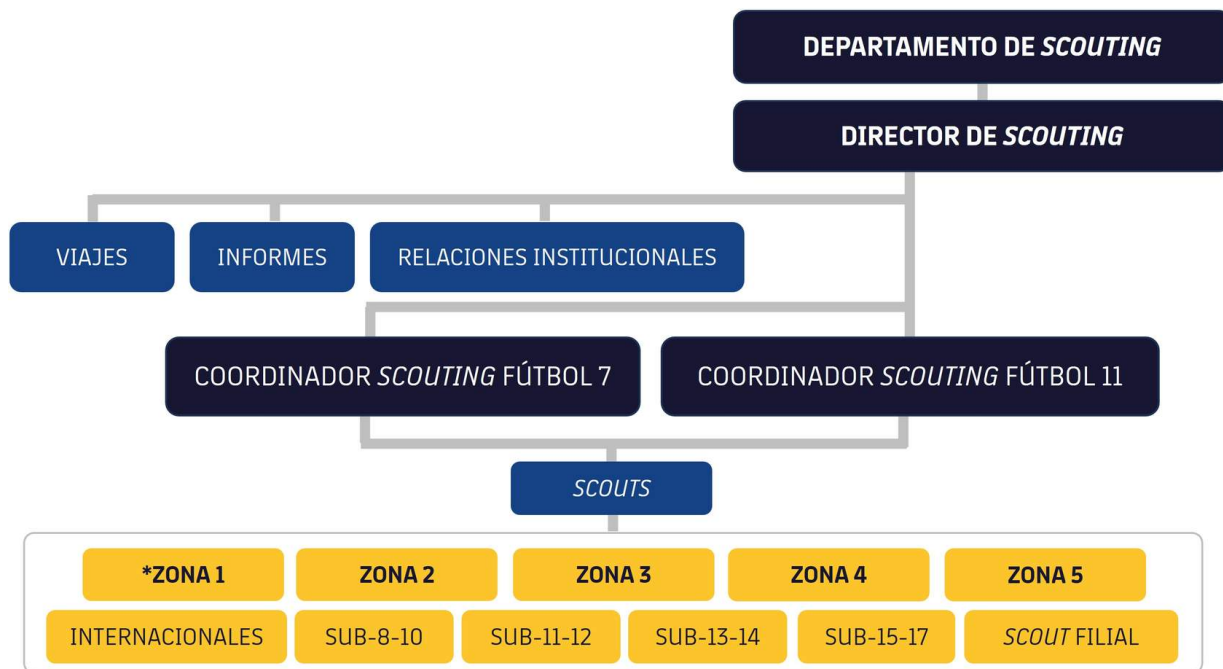 DEPARTAMENTO DE SCOUTING
DIRECTOR DE SCOUTING
VIAJES
INFORMES
RELACIONES INSTITUCIONALES
COORDINADOR SCOUTING FÚTBOL 7
COORDINADOR SCOUTING FÚTBOL 11
SCOUTS
*ZONA 1
ZONA 2
ZONA 3
ZONA 4
ZONA 5
INTERNACIONALES
SUB-8-10
SUB-11-12
SUB-13-14
SUB-15-17
SCOUT FILIAL